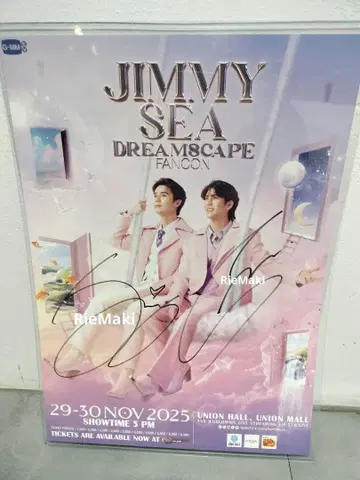 JIMMY
SEA
DREAMSCAPE
FANCON
RieMaki
RieMaki
RieMaki
29-30 NOV 2025
SHOWTIME 5 PM
TICKETS ARE AVAILABLE NOW AT
UNION HALL, UNION MALL